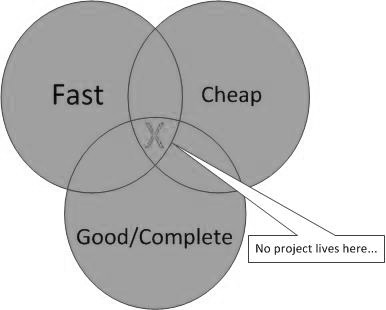 Fast
Cheap
X
Good/Complete
No project lives here...